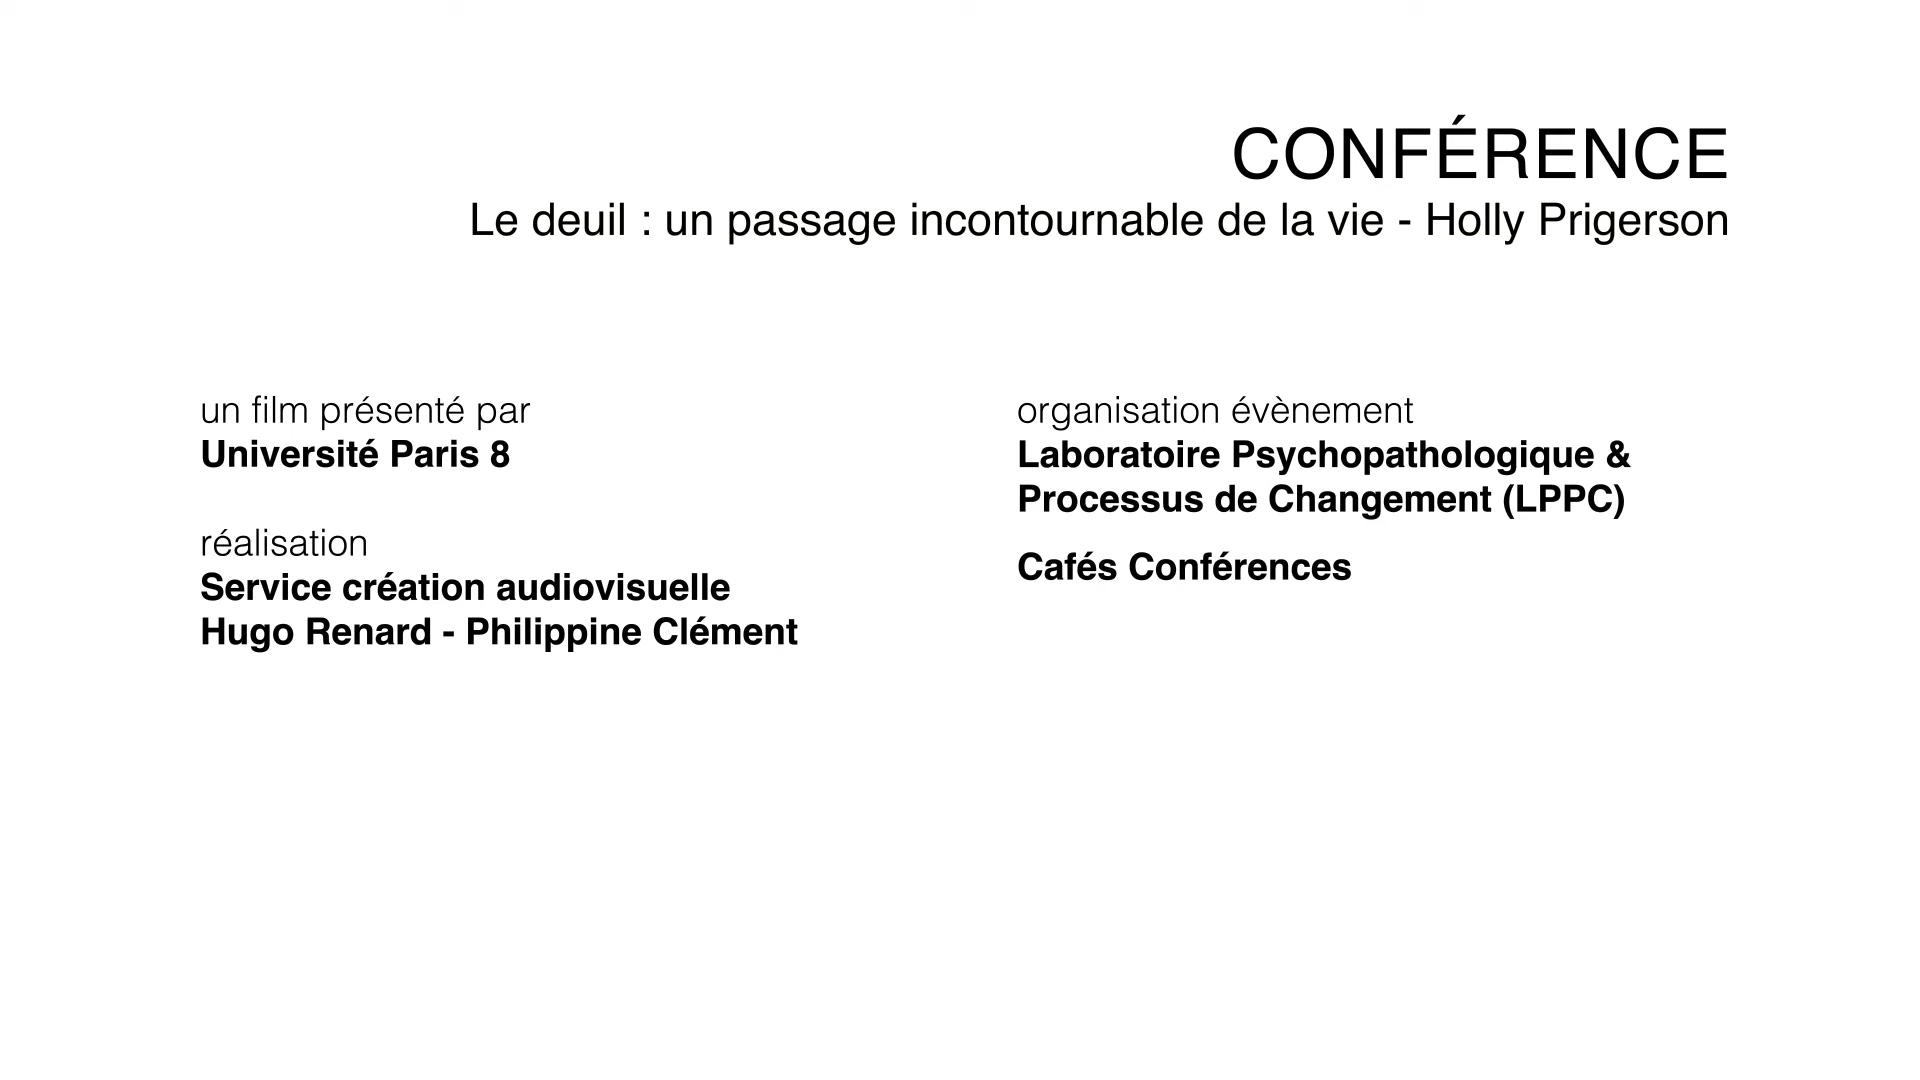 CONFÉRENCE
Le deuil : un passage incontournable de la vie - Holly Prigerson
un film présenté par
Université Paris 8
réalisation
Service création audiovisuelle
Hugo Renard - Philippine Clément
organisation évènement
Laboratoire Psychopathologique &
Processus de Changement (LPPC)
Cafés Conférences